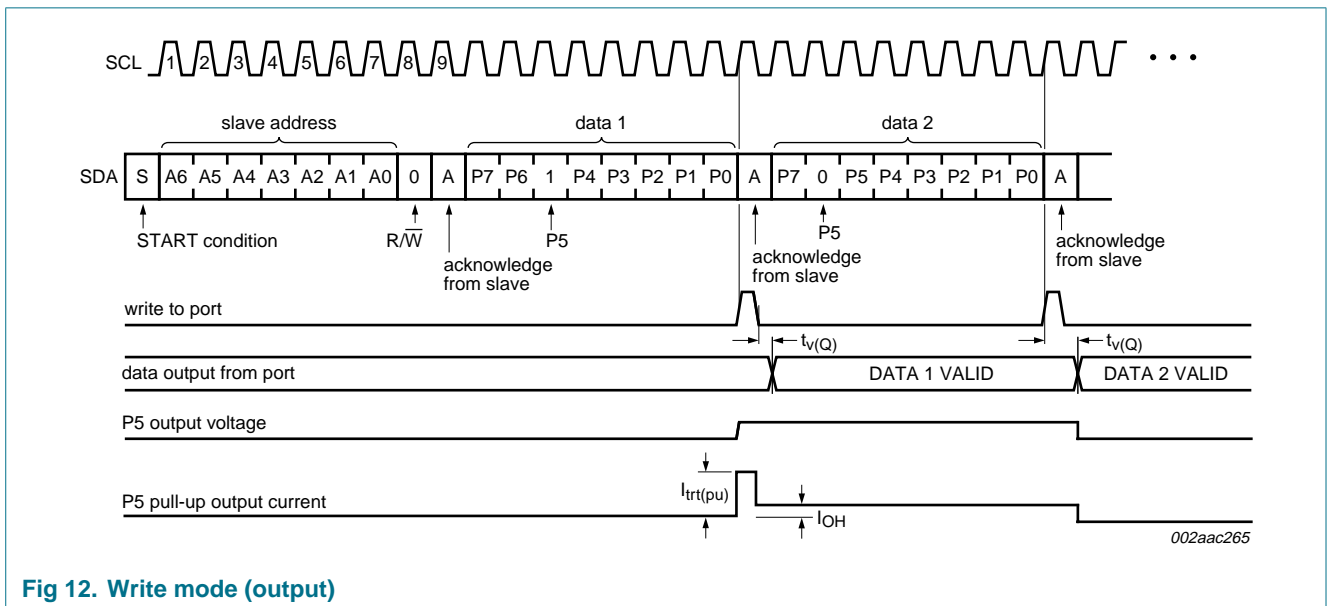 SCL 1 2 3 4 5 6 7 8 9
slave address data 1 data 2
SDA S A6 A5 A4 A3 A2 A1 A0 0 A P7 P6 1 P4 P3 P2 P1 P0 A P7 0 P5 P4 P3 P2 P1 P0 A
START condition R/W P5 P5
acknowledge
from slave
acknowledge
from slave
acknowledge
from slave
write to port
tv(Q) tv(Q)
data output from port DATA 1 VALID DATA 2 VALID
P5 output voltage
Itrt(pu)
P5 pull-up output current
IOH
002aac265
Fig 12. Write mode (output)